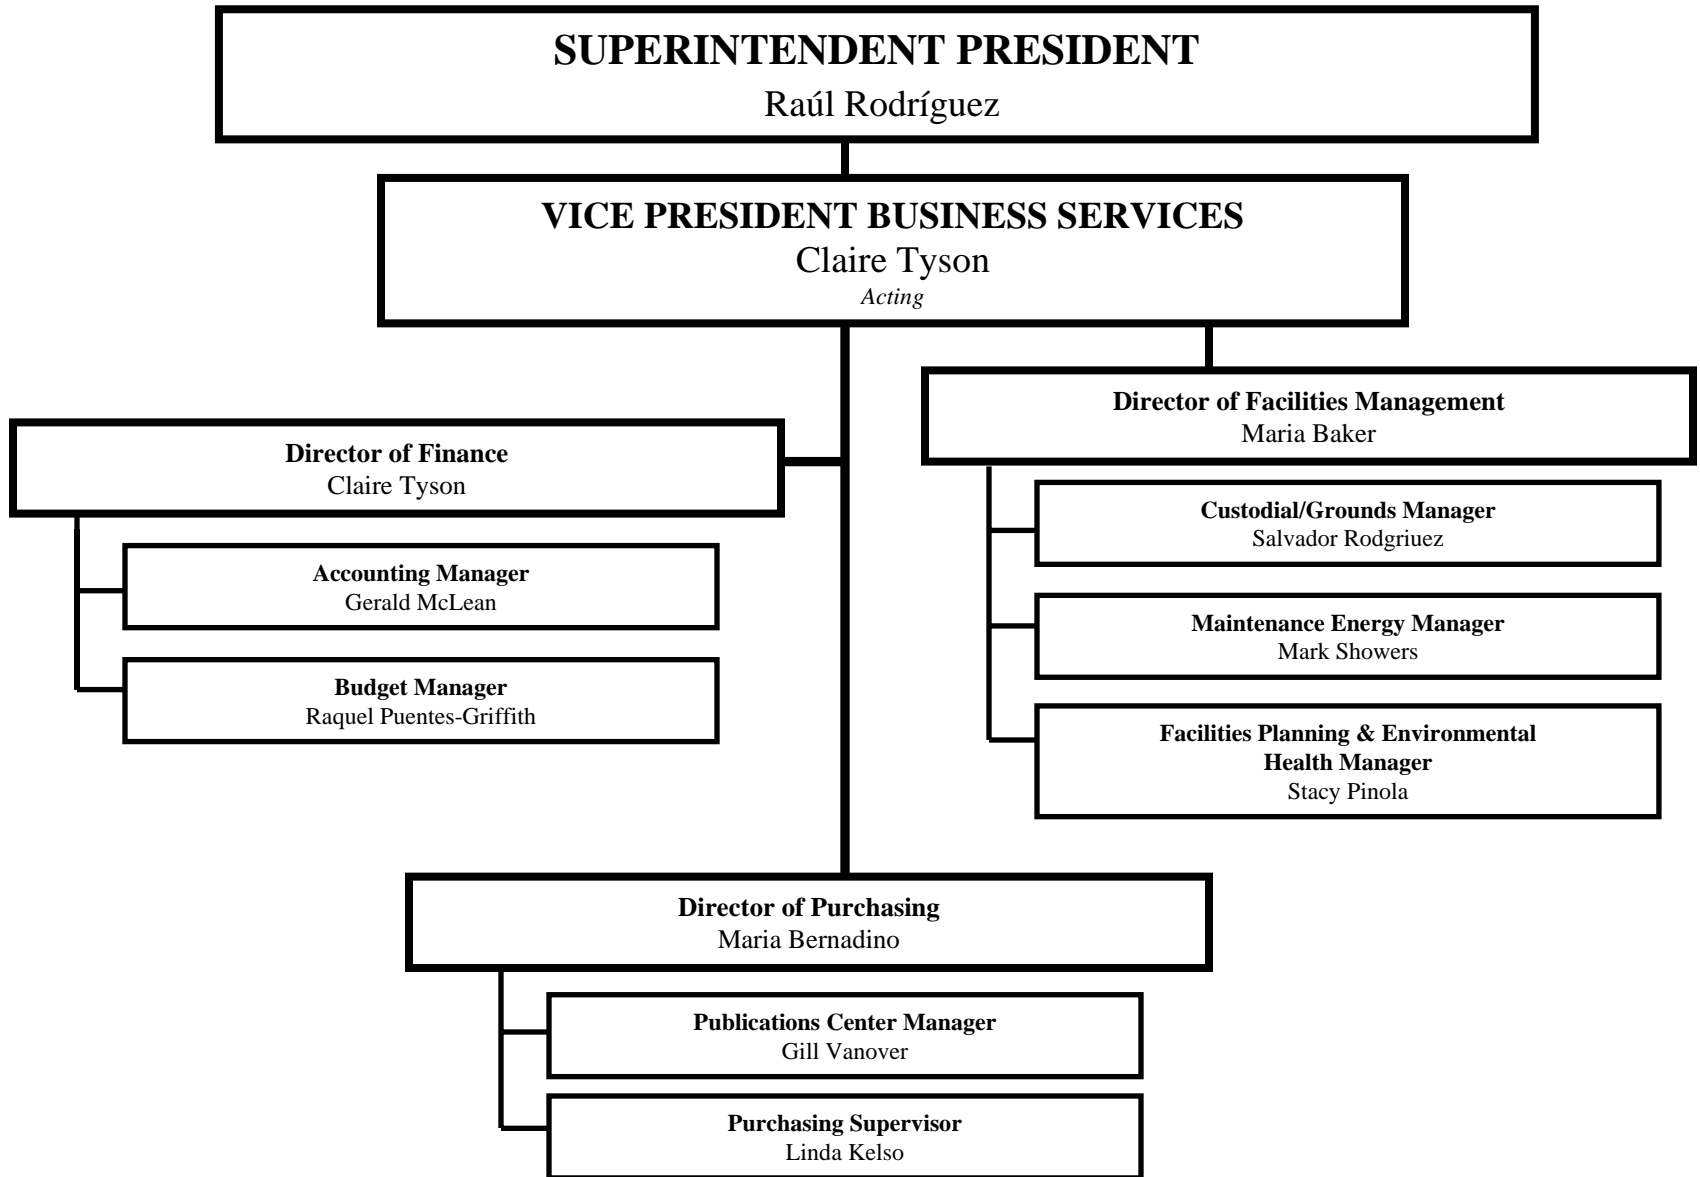 SUPERINTENDENT PRESIDENT
Raúl Rodríguez
VICE PRESIDENT BUSINESS SERVICES
Claire Tyson
Acting
Director of Finance
Claire Tyson
Accounting Manager
Gerald McLean
Budget Manager
Raquel Puentes-Griffith
Director of Facilities Management
Maria Baker
Custodial/Grounds Manager
Salvador Rodgriuez
Maintenance Energy Manager
Mark Showers
Facilities Planning & Environmental
Health Manager
Stacy Pinola
Director of Purchasing
Maria Bernadino
Publications Center Manager
Gill Vanover
Purchasing Supervisor
Linda Kelso